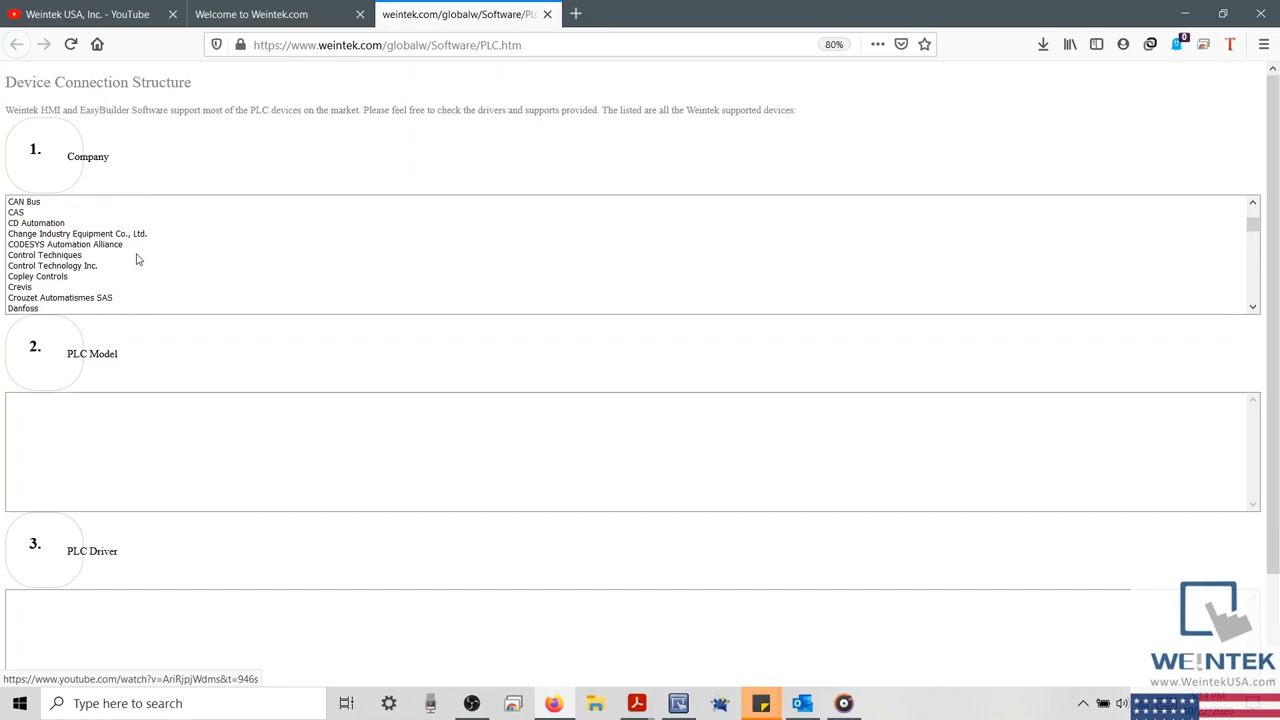 Weintek USA, Inc. - YouTube
Welcome to Weintek.com
weintek.com/globalw/Software/PLC
https://www.weintek.com/globalw/Software/PLC.htm
80%
0
Device Connection Structure
Weintek HMI and EasyBuilder Software support most of the PLC devices on the market. Please feel free to check the drivers and supports provided. The listed are all the Weintek supported devices:
1.
Company
CAN Bus
CAS
CD Automation
Change Industry Equipment Co., Ltd.
CODESYS Automation Alliance
Control Techniques
Control Technology Inc.
Copley Controls
Crevis
Crouzet Automatismes SAS
Danfoss
2.
PLC Model
3.
PLC Driver
WEINTEK
www.WeintekUSA.com
https://www.youtube.com/watch?v=AriRjpjWdms&t=946s
Type here to search